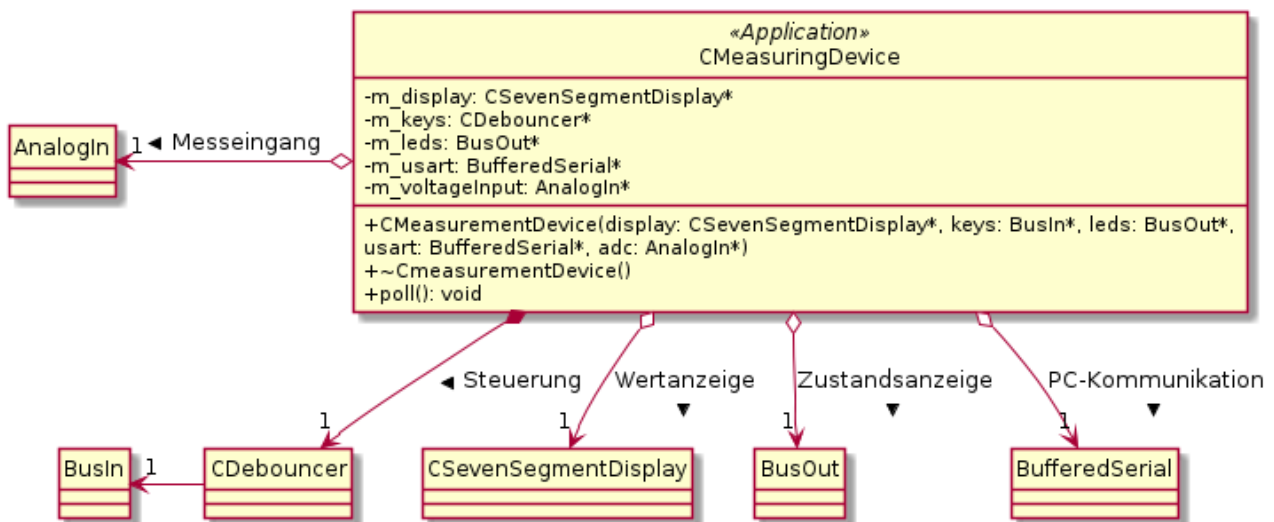 «Application»
CMeasuringDevice
-m_display: CSevenSegmentDisplay*
-m_keys: CDebouncer*
-m_leds: BusOut*
-m_usart: BufferedSerial*
-m_voltageInput: AnalogIn*
+CMeasurementDevice(display: CSevenSegmentDisplay*, keys: BusIn*, leds: BusOut*,
usart: BufferedSerial*, adc: AnalogIn*)
+~CmeasurementDevice()
+poll(): void
AnalogIn
1 ◄ Messeingang
◄ Steuerung
Wertanzeige
▼
Zustandsanzeige
▼
PC-Kommunikation
▼
1
1
1
1
BusIn
1
CDebouncer
CSevenSegmentDisplay
BusOut
BufferedSerial